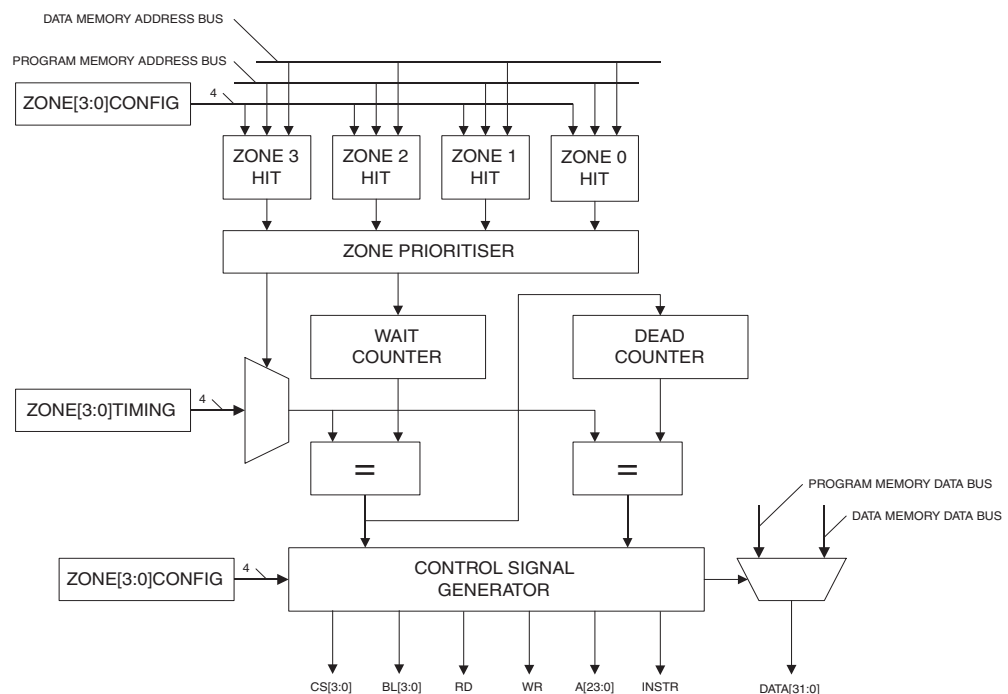 DATA MEMORY ADDRESS BUS
PROGRAM MEMORY ADDRESS BUS
ZONE[3:0]CONFIG
4
ZONE 3
HIT
ZONE 2
HIT
ZONE 1
HIT
ZONE 0
HIT
ZONE PRIORITISER
WAIT
COUNTER
DEAD
COUNTER
ZONE[3:0]TIMING
4
=
=
PROGRAM MEMORY DATA BUS
DATA MEMORY DATA BUS
ZONE[3:0]CONFIG
4
CONTROL SIGNAL
GENERATOR
CS[3:0]
BL[3:0]
RD
WR
A[23:0]
INSTR
DATA[31:0]